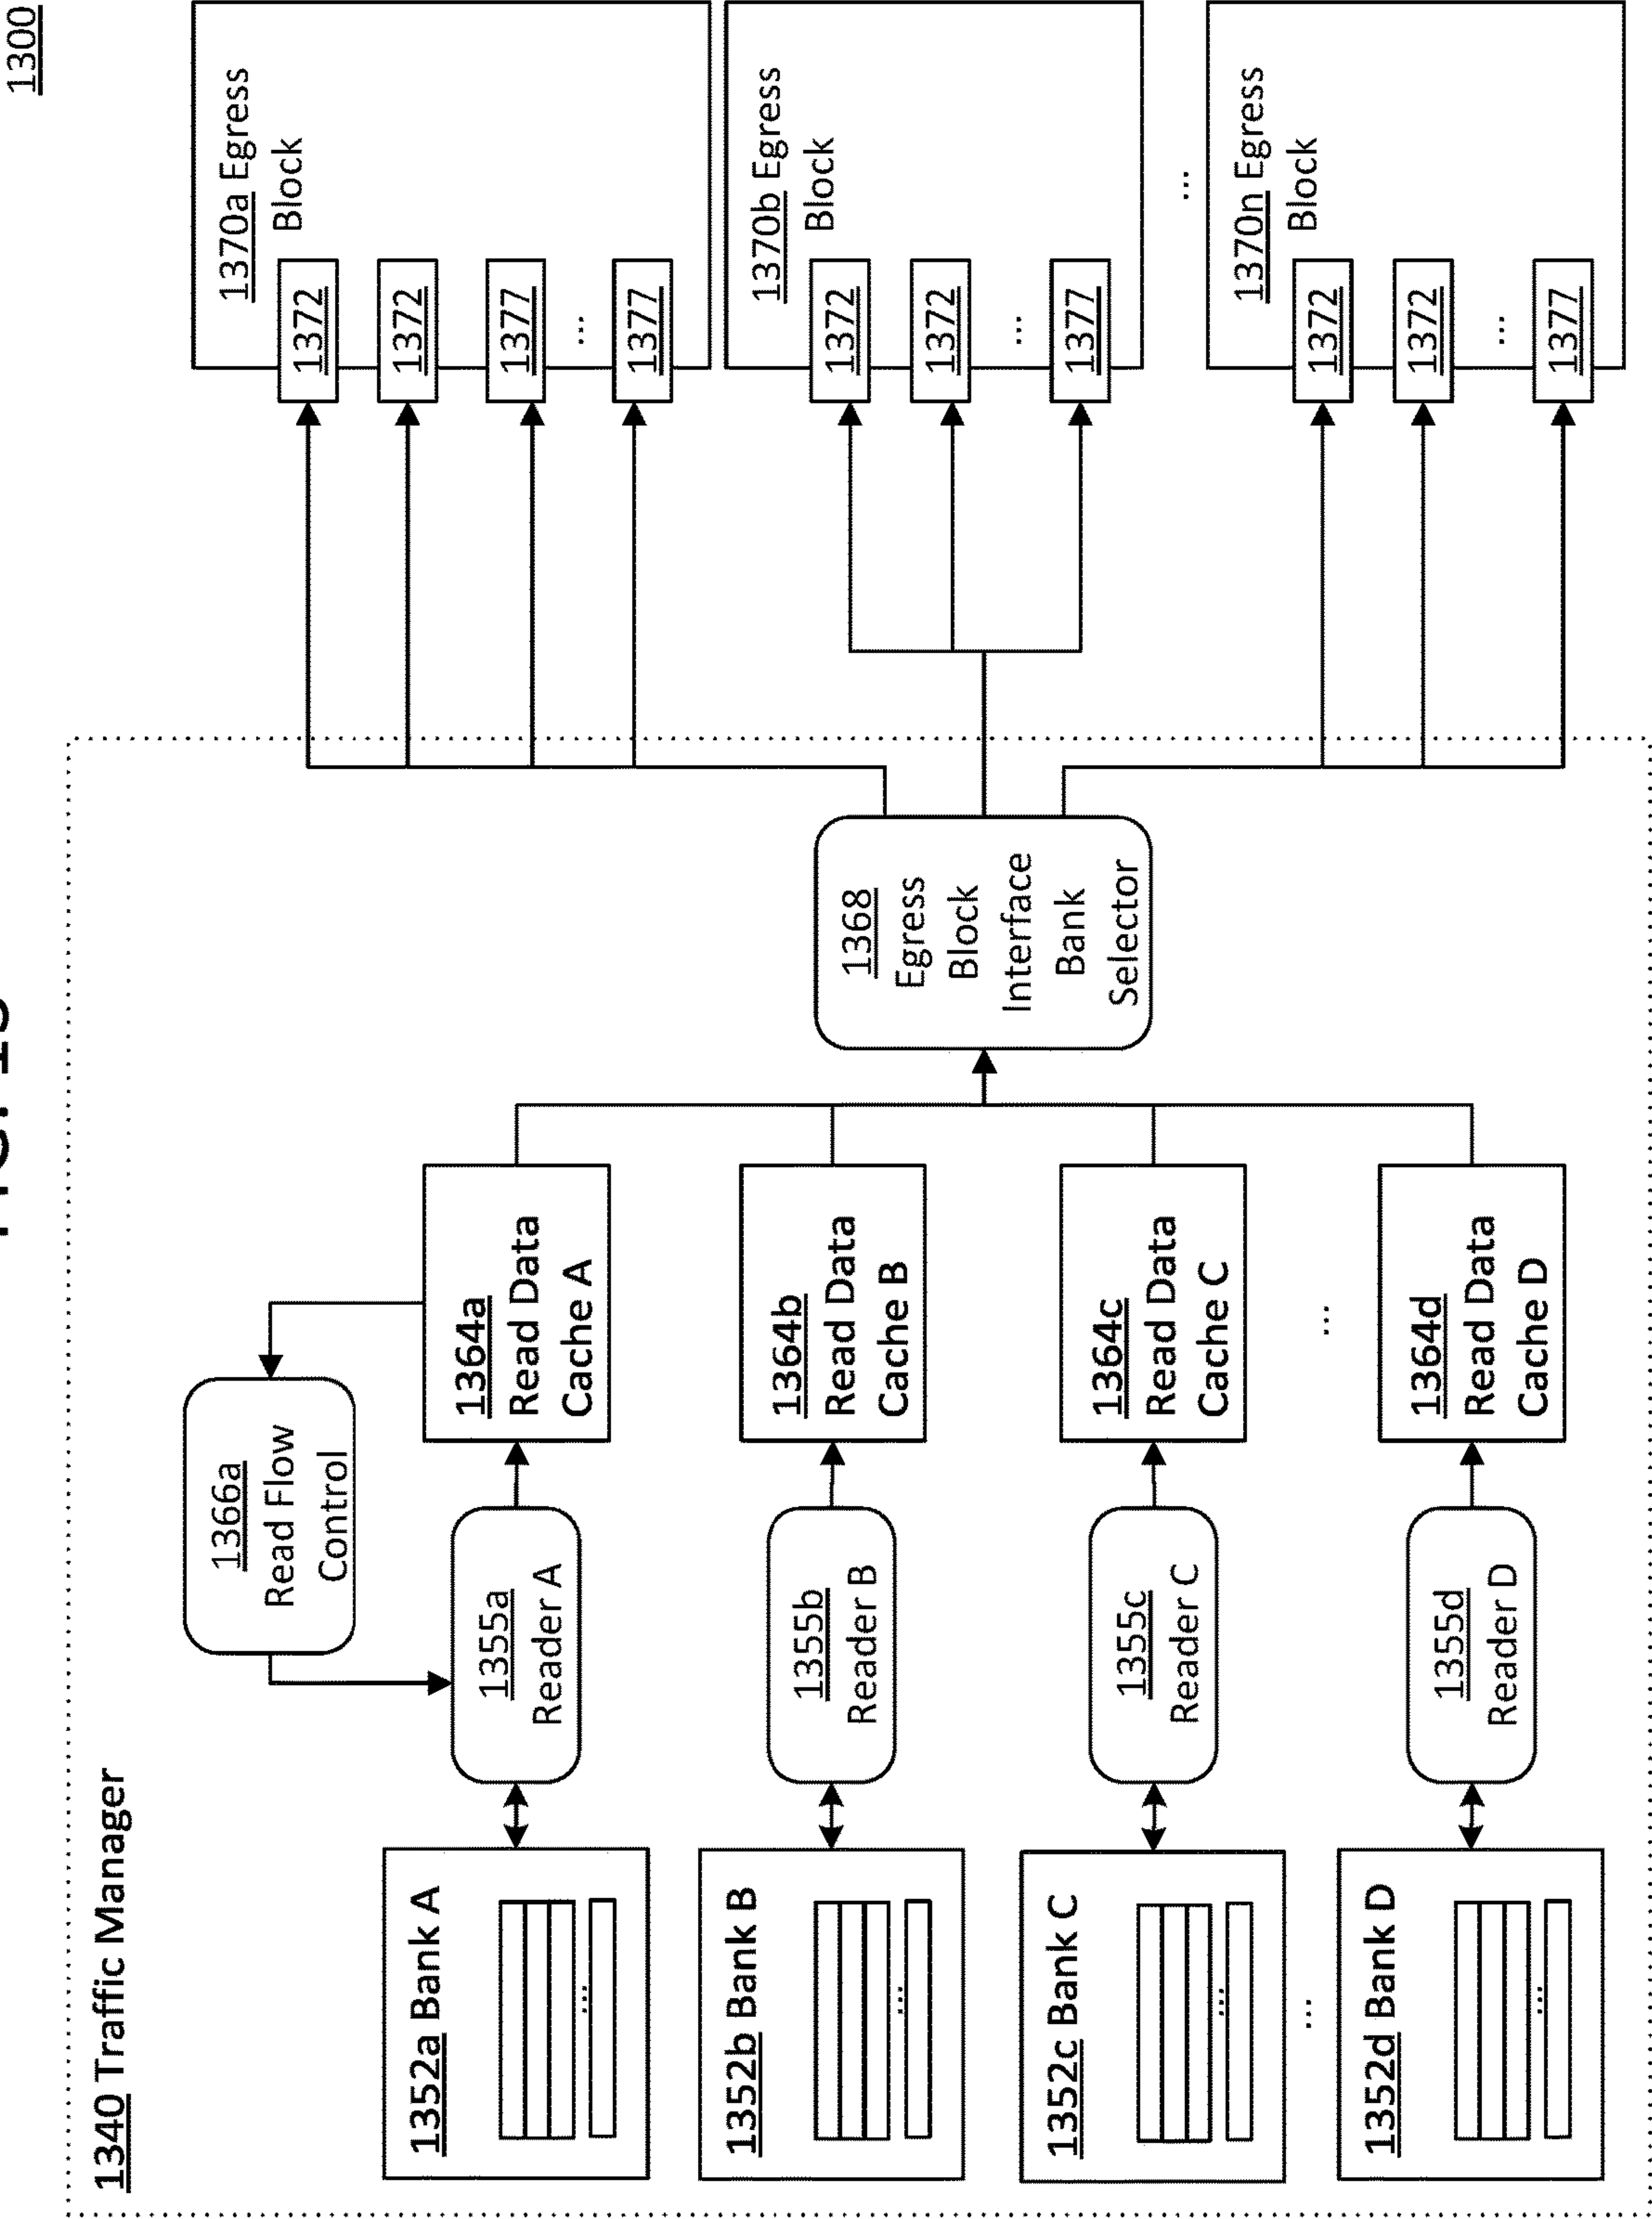 1300
1340 Traffic Manager
1352a Bank A
...
1355a
Reader A
1366a
Read Flow
Control
1364a
Read Data
Cache A
1352b Bank B
...
1355b
Reader B
1364b
Read Data
Cache B
1352c Bank C
...
1355c
Reader C
1364c
Read Data
Cache C
...
...
1352d Bank D
...
1355d
Reader D
1364d
Read Data
Cache D
1368
Egress
Block
Interface
Bank
Selector
1370a Egress
Block
1372
1372
1377
...
1377
1370b Egress
Block
1372
1372
...
1377
...
1370n Egress
Block
1372
1372
...
1377